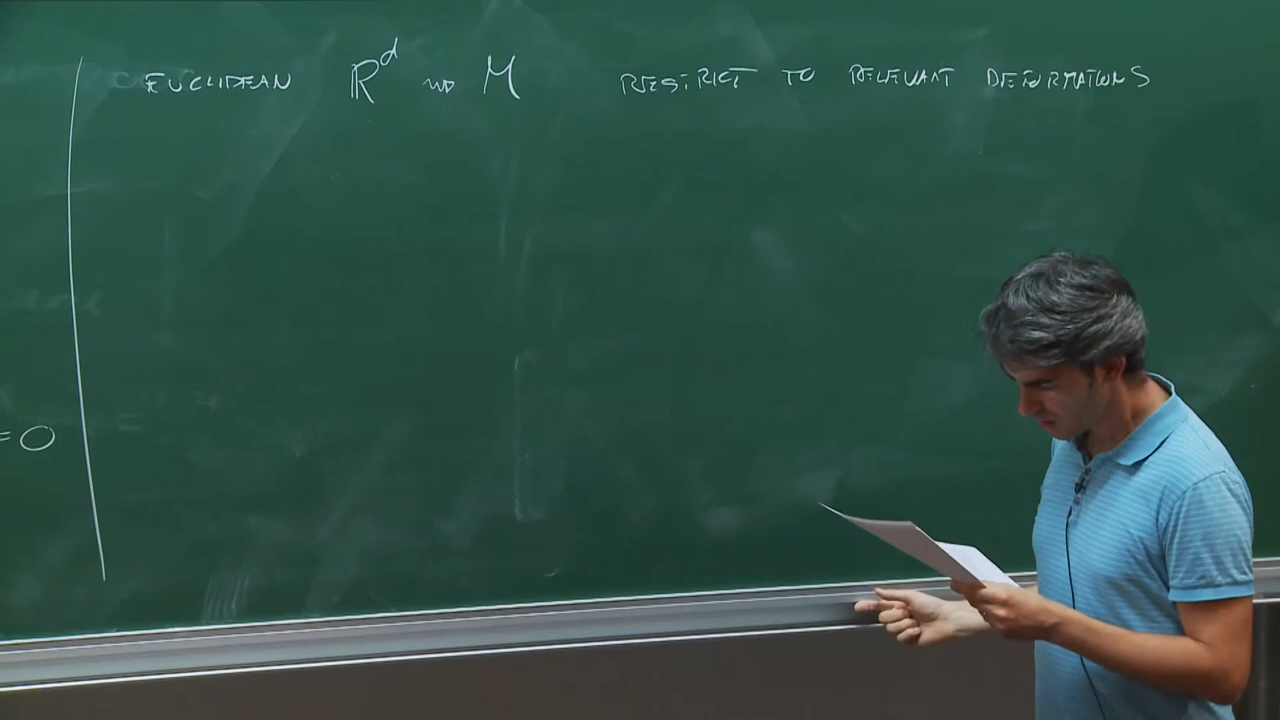 EUCLIDEAN ℝ^d ⇝ M RESTRICT TO RELEVANT DEFORMATIONS
= 0